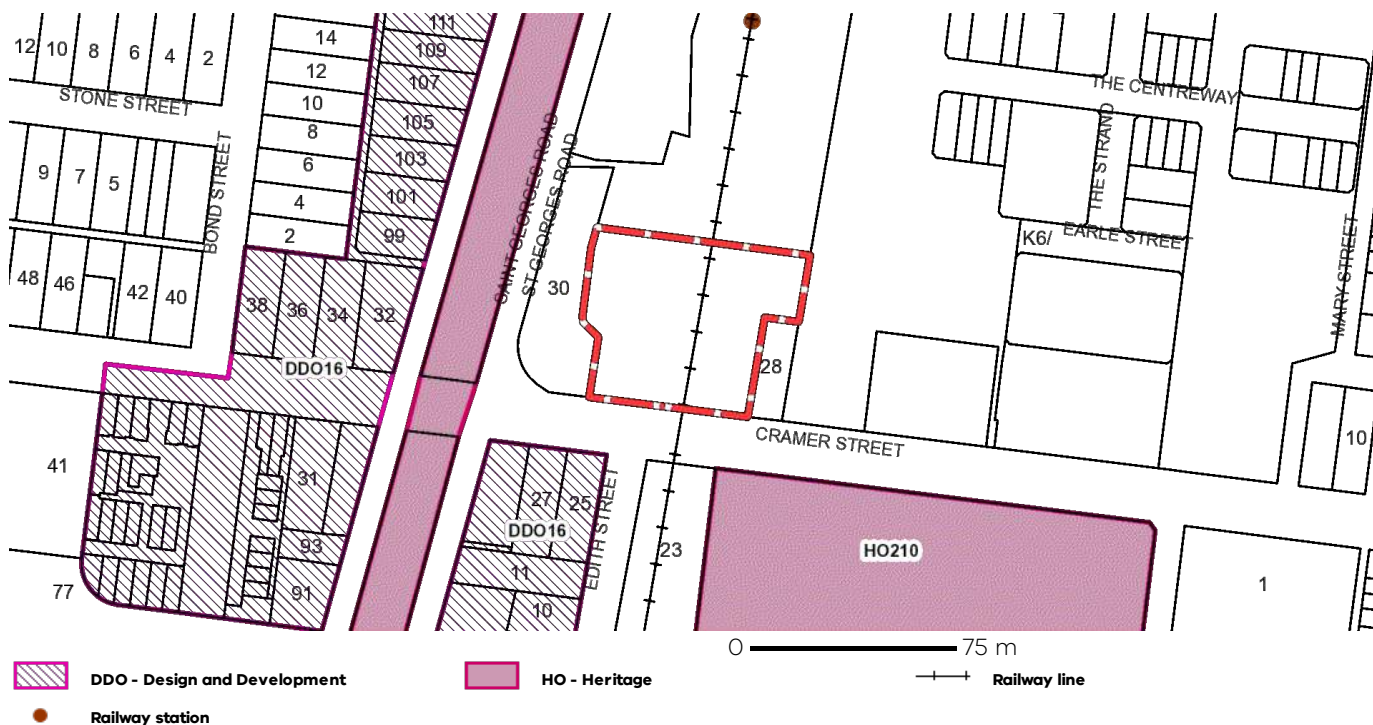 12 10 8 6 4 2
STONE STREET
9 7 5
BOND STREET
48 46 42 40
14
12
10
8
6
4
2
111
109
107
105
103
101
99
38 36 34 32
DDO16
SAINT GEORGES ROAD
ST GEORGES ROAD
30
28
CRAMER STREET
THE CENTREWAY
THE STRAND
EARLE STREET
K6/
MARY STREET
10
41
31
93
91
77
27 25
DDO16
11
10
EDITH STREET
23
HO210
1
0 75 m
DDO - Design and Development
HO - Heritage
Railway line
Railway station